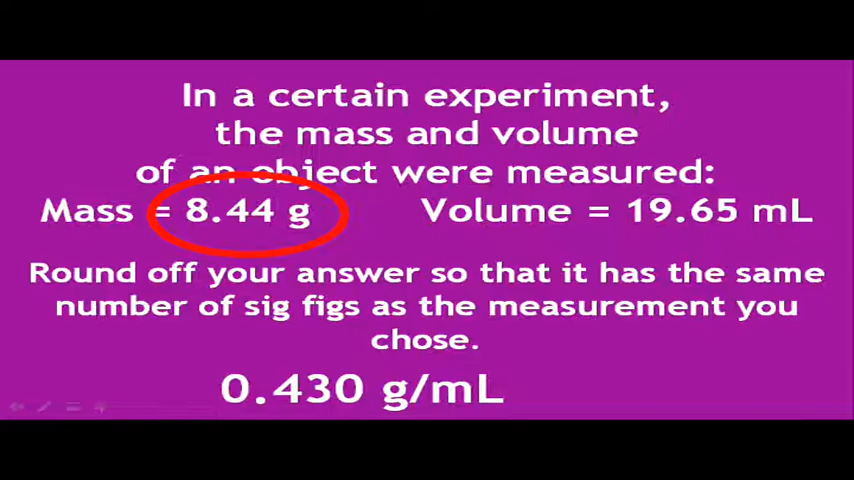 In a certain experiment,
the mass and volume
of an object were measured:
Mass = 8.44 g Volume = 19.65 mL
Round off your answer so that it has the same
number of sig figs as the measurement you
chose.
0.430 g/mL